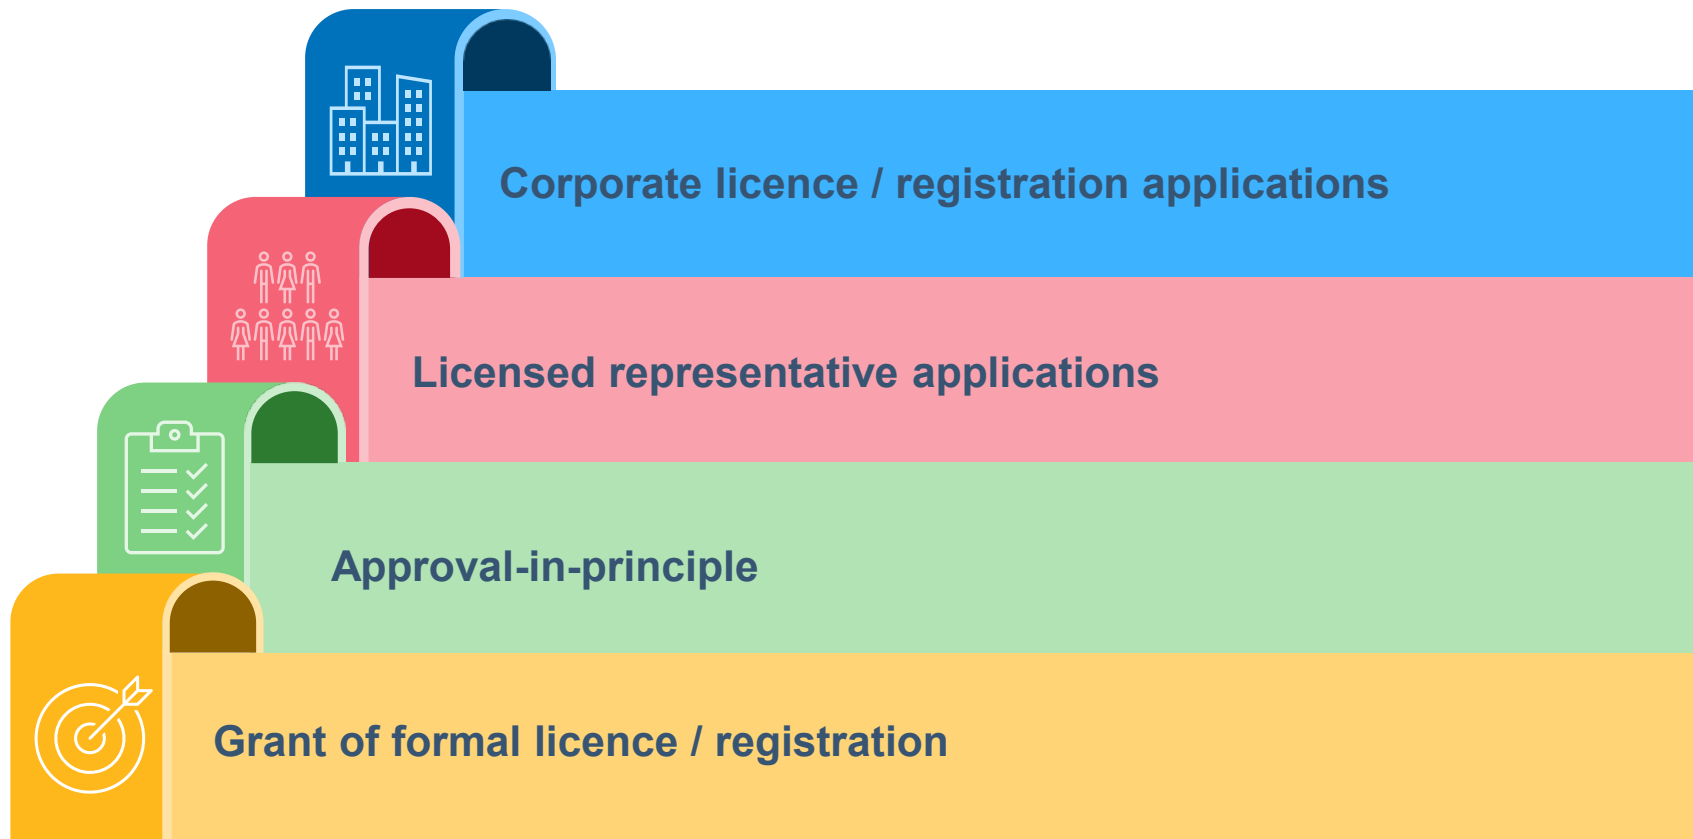 Corporate licence / registration applications
Licensed representative applications
Approval-in-principle
Grant of formal licence / registration